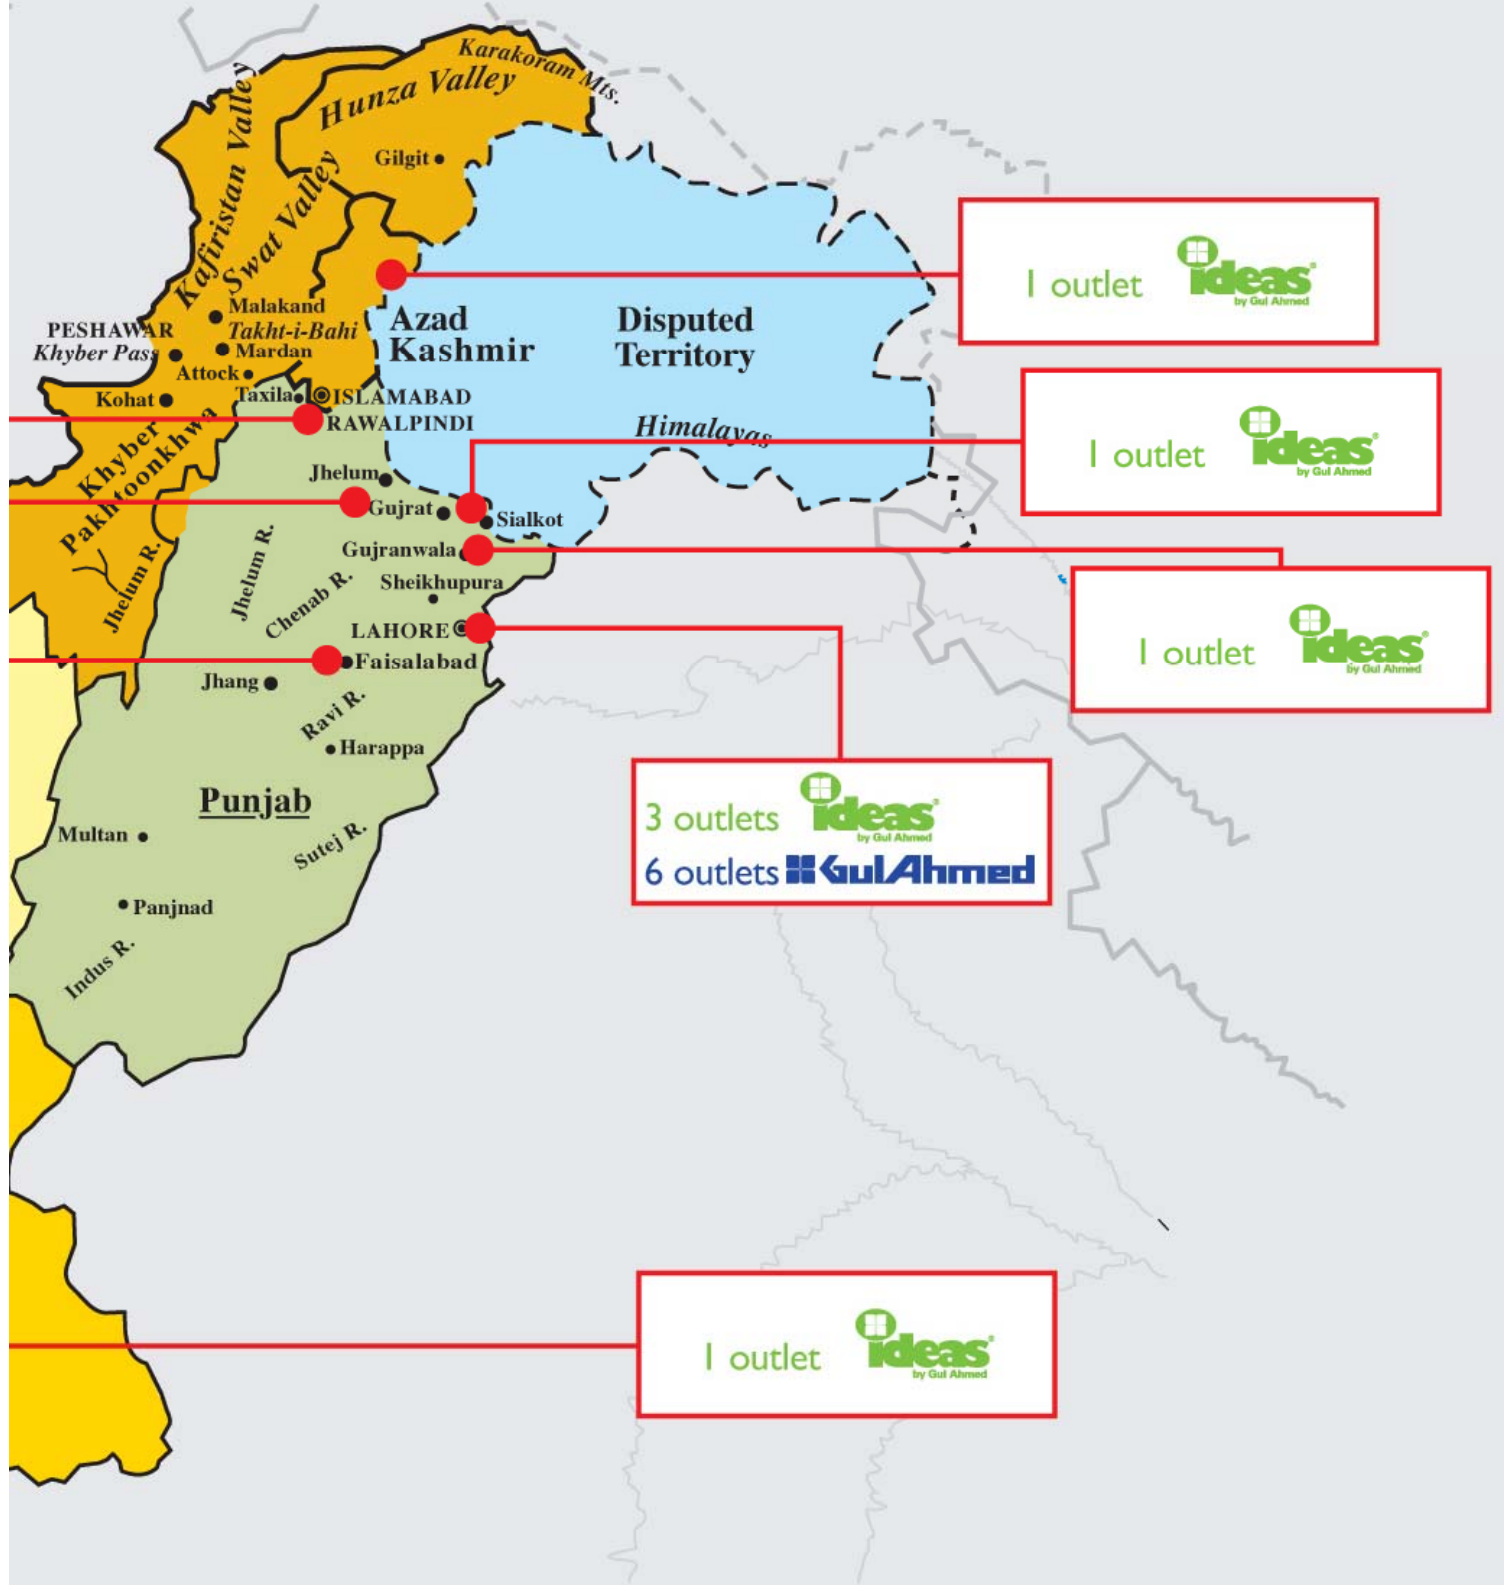 Karakoram Mts.
Hunza Valley
Gilgit
Kafiristan Valley
Swat Valley
Malakand
PESHAWAR
Takht-i-Bahi
Khyber Pass
Mardan
Attock
Taxila
ISLAMABAD
Kohat
RAWALPINDI
Khyber
Pakhtoonkhwa
Azad
Kashmir
Disputed
Territory
Himalayas
1 outlet
ideas®
by Gul Ahmed
1 outlet
ideas®
by Gul Ahmed
Jhelum
Gujrat
Sialkot
Gujranwala
Jhelum R.
Jhelum R.
Chenab R.
Sheikhupura
LAHORE
Faisalabad
Jhang
1 outlet
ideas®
by Gul Ahmed
Ravi R.
Harappa
Punjab
Multan
Sutej R.
Panjnad
Indus R.
3 outlets ideas®
by Gul Ahmed
6 outlets GulAhmed
1 outlet
ideas®
by Gul Ahmed